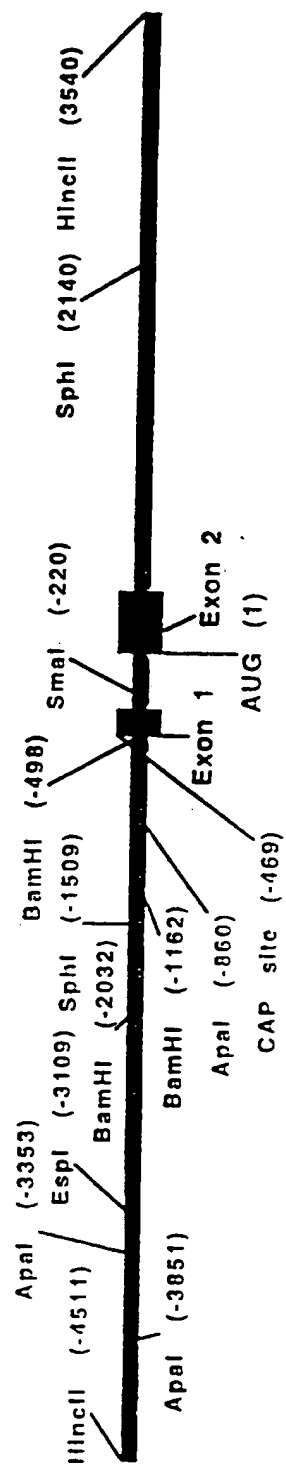 HincII (-4511)
ApaI (-3353)
EspI (-3109)
BamHI (-2032)
SphI (-1509)
BamHI (-498)
SmaI (-220)
SphI (2140)
HincII (3540)
ApaI (-3851)
BamHI (-1162)
ApaI (-860)
CAP site (-469)
Exon 1
AUG (1)
Exon 2